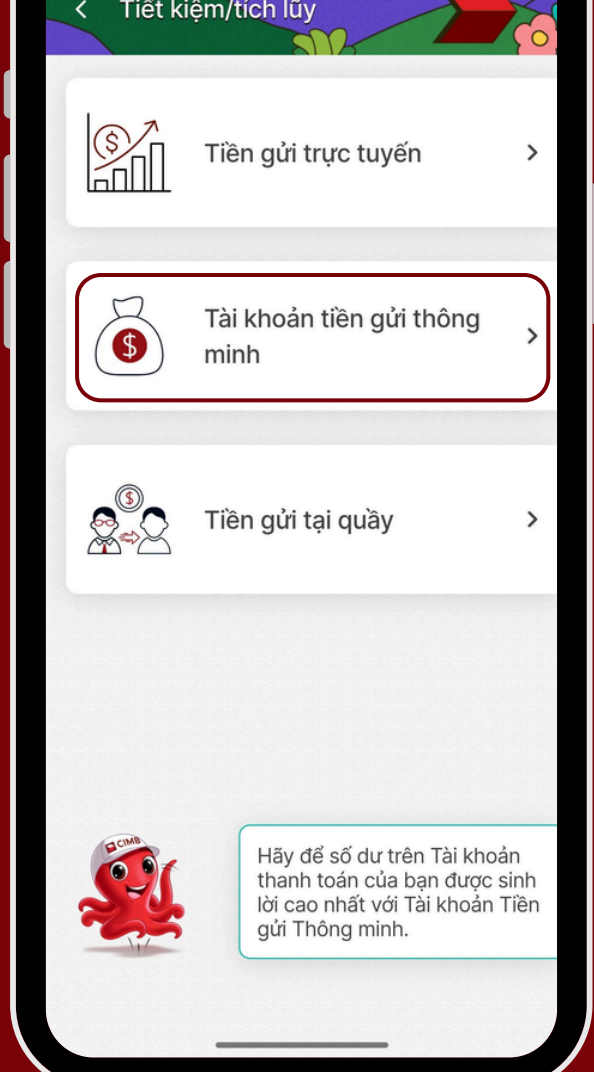 Tiết kiệm/tích lũy
Tiền gửi trực tuyến
Tài khoản tiền gửi thông
minh
Tiền gửi tại quầy
CIMB
Hãy để số dư trên Tài khoản
thanh toán của bạn được sinh
lời cao nhất với Tài khoản Tiền
gửi Thông minh.